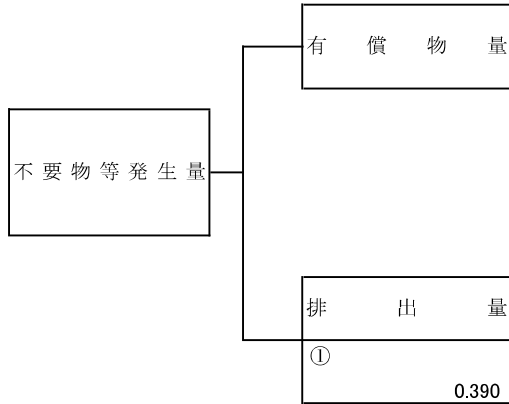 有償物量
不要物等発生量
排出量
①
0.390